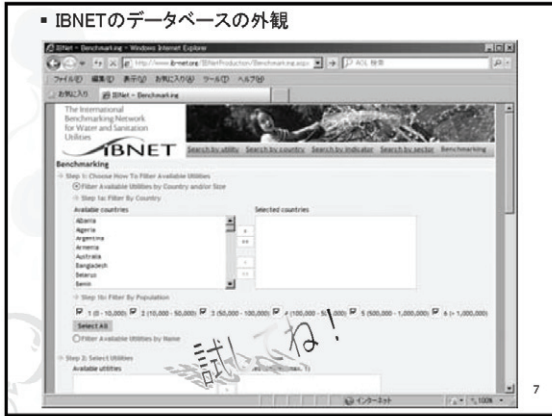 ▪ IBNETのデータベースの外観
IBNet - Benchmarking - Windows Internet Explorer
AOL 検索
ファイル(F) 編集(E) 表示(V) お気に入り(A) ツール(T) ヘルプ(H)
お気に入り IBNet - Benchmarking
The International
Benchmarking Network
for Water and Sanitation
Utilities
IBNET
Search by utility Search by country Search by indicator Search by sector Benchmarking
Benchmarking
Step 1: Choose How To Filter Available Utilities
Filter Available Utilities by Country and/or Size
Step 1a: Filter By Country
Available countries Selected countries
Albania
Algeria
Argentina
Armenia
Australia
Bangladesh
Belarus
Benin
Step 1b: Filter By Population
1 (0 - 10,000) 2 (10,000 - 50,000) 3 (50,000 - 100,000) 4 (100,000 - 500,000) 5 (500,000 - 1,000,000) 6 (> 1,000,000)
Select All
Filter Available Utilities by Name
試してね！
Step 2: Select Utilities
Available utilities
インターネット 100%
7